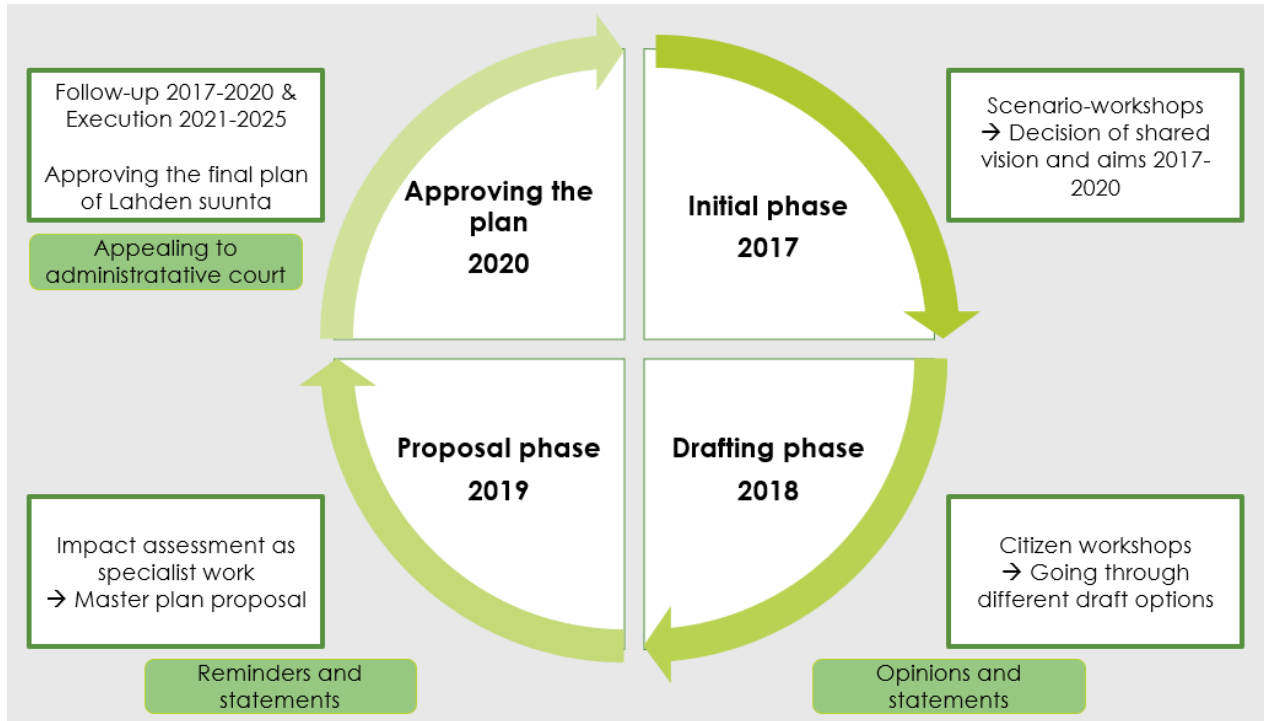 Follow-up 2017-2020 &
Execution 2021-2025
Approving the final plan
of Lahden suunta
Appealing to
administratative court
Approving the
plan
2020
Initial phase
2017
Scenario-workshops
→ Decision of shared
vision and aims 2017-
2020
Proposal phase
2019
Drafting phase
2018
Impact assessment as
specialist work
→ Master plan proposal
Reminders and
statements
Citizen workshops
→ Going through
different draft options
Opinions and
statements